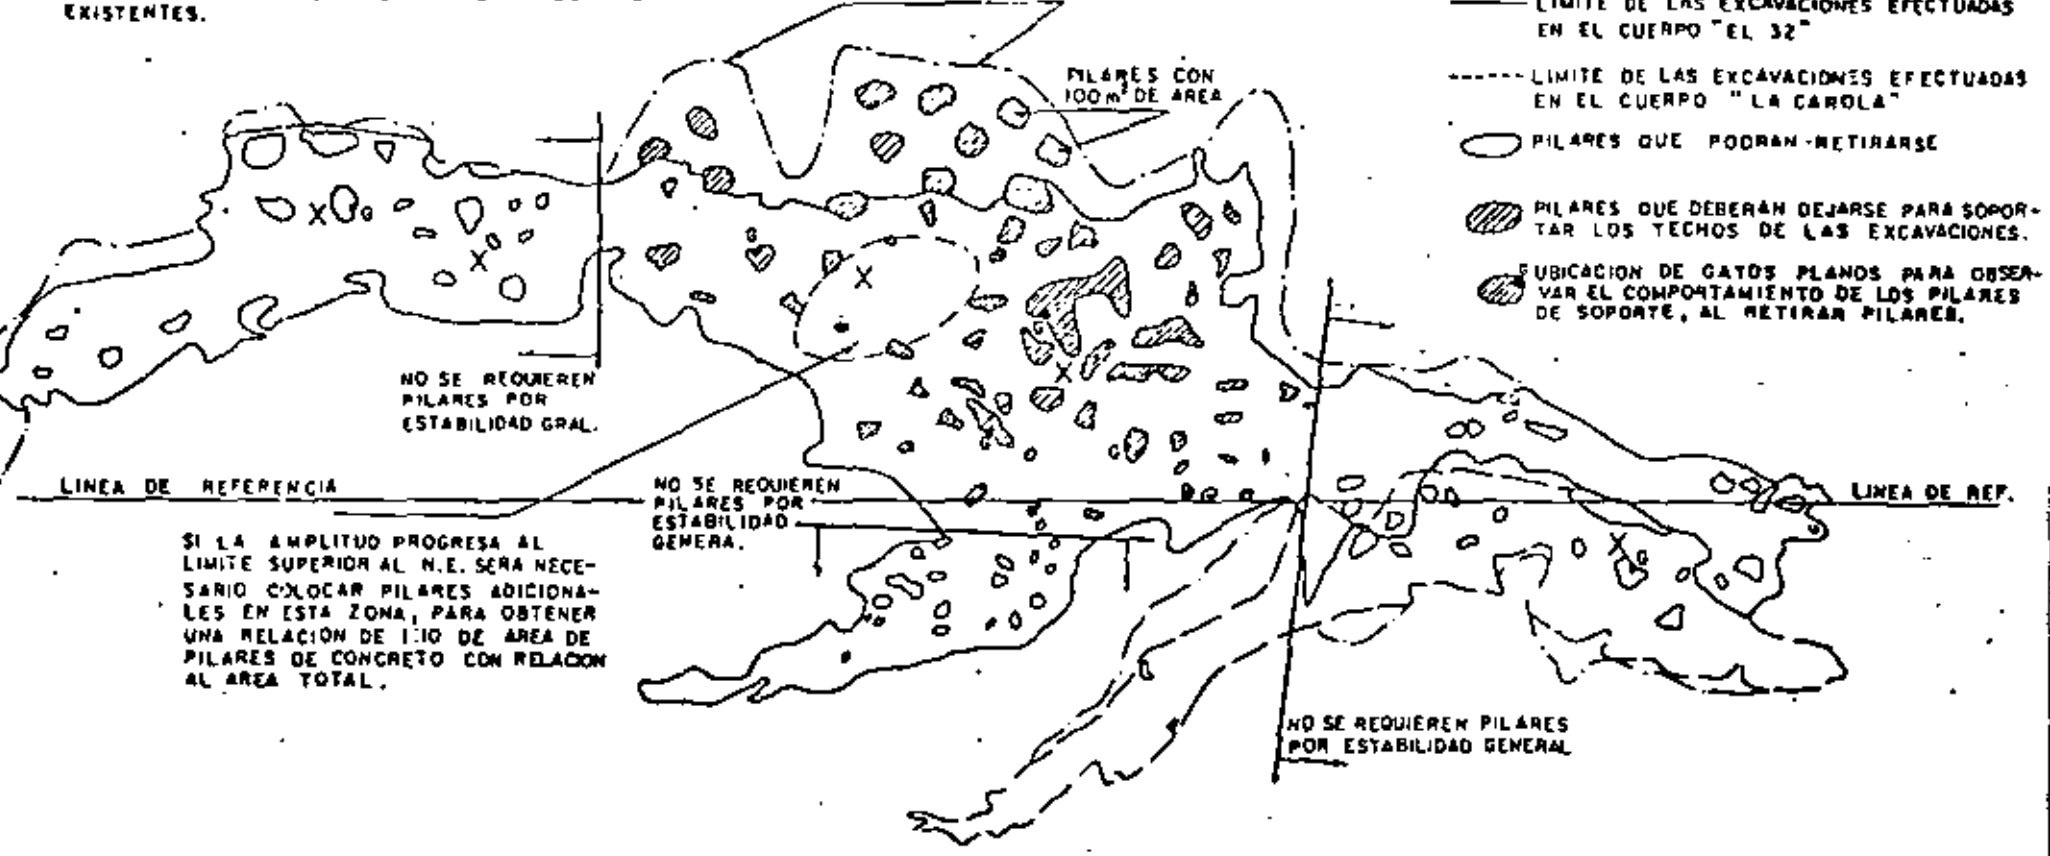 EXISTENTES.
LIMITE DE LAS EXCAVACIONES EFECTUADAS
EN EL CUERPO "EL 32"
LIMITE DE LAS EXCAVACIONES EFECTUADAS
EN EL CUERPO "LA CAROLA"
PILARES QUE PODRAN RETIRARSE
PILARES QUE DEBERAN DEJARSE PARA SOPOR-
TAR LOS TECHOS DE LAS EXCAVACIONES.
UBICACION DE GATOS PLANOS PARA OBSER-
VAR EL COMPORTAMIENTO DE LOS PILARES
DE SOPORTE, AL RETIRAR PILARES.
PILARES CON
100 m² DE AREA
NO SE REQUIEREN
PILARES POR
ESTABILIDAD GRAL.
LINEA DE REFERENCIA
LINEA DE REF.
NO SE REQUIEREN
PILARES POR
ESTABILIDAD
GENERA.
SI LA AMPLITUD PROGRESA AL
LIMITE SUPERIOR AL N.E. SERA NECE-
SARIO COLOCAR PILARES ADICIONA-
LES EN ESTA ZONA, PARA OBTENER
UNA RELACION DE 1:10 DE AREA DE
PILARES DE CONCRETO CON RELACION
AL AREA TOTAL.
NO SE REQUIEREN PILARES
POR ESTABILIDAD GENERAL